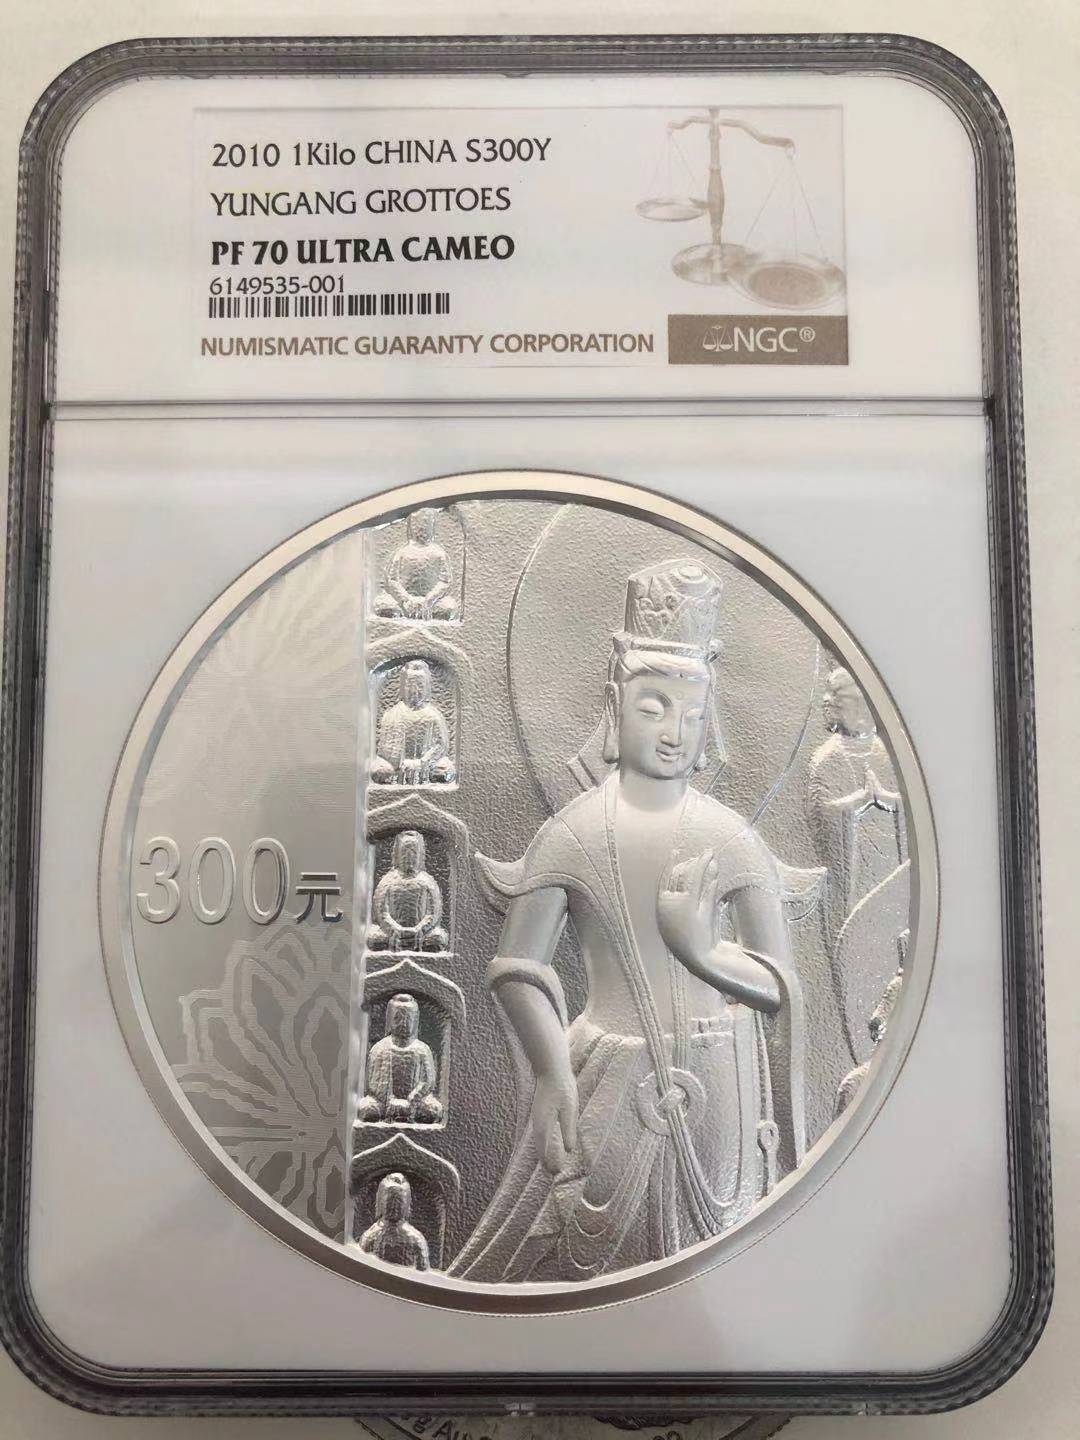 2010 1Kilo CHINA S300Y
YUNGANG GROTTOES
PF 70 ULTRA CAMEO
6149535-001
NUMISMATIC GUARANTY CORPORATION
NGC®
300元